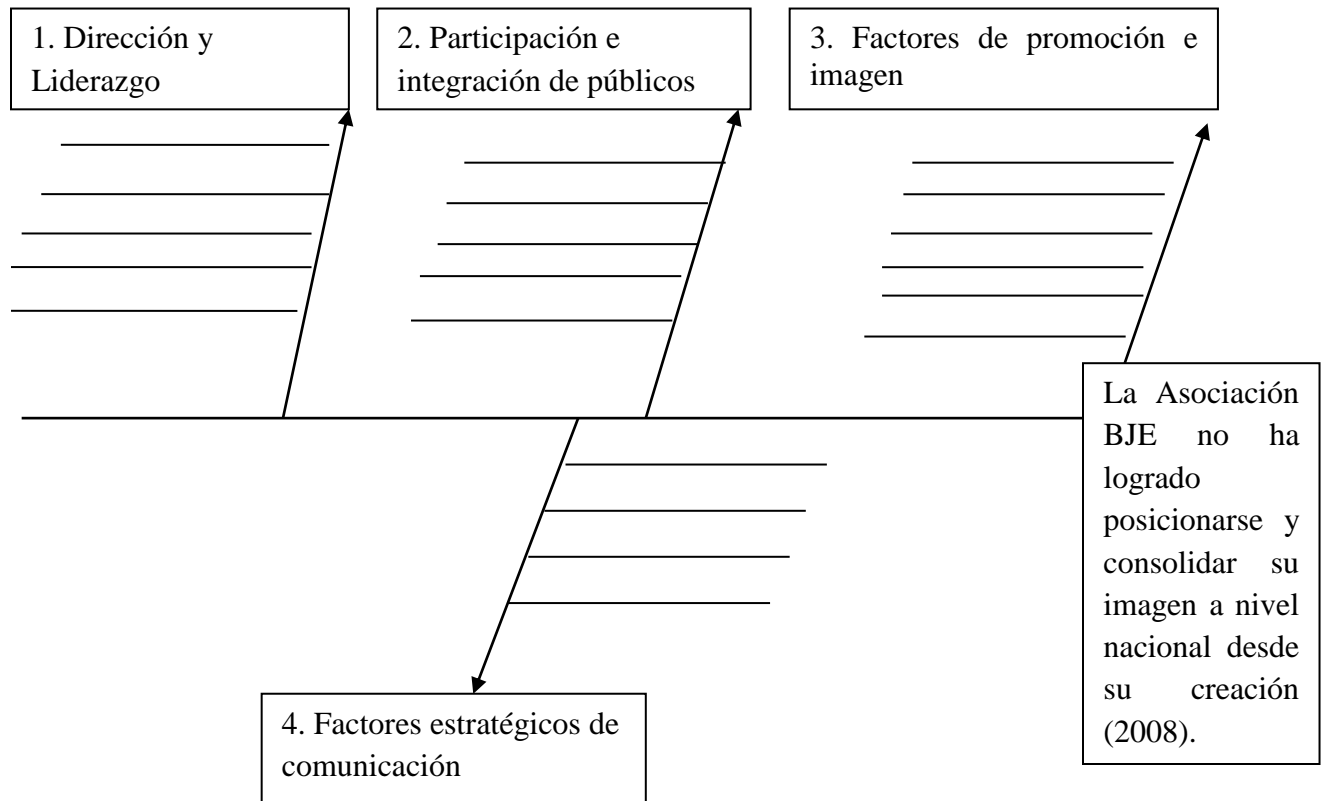 1. Dirección y
Liderazgo
2. Participación e
integración de públicos
3. Factores de promoción e
imagen
La Asociación
BJE no ha
logrado
posicionarse y
consolidar su
imagen a nivel
nacional desde
su creación
(2008).
4. Factores estratégicos de
comunicación